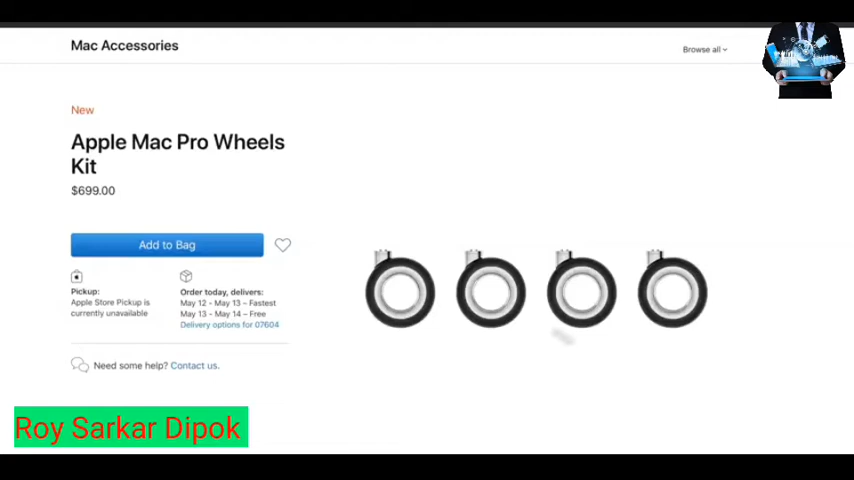 Mac Accessories
Browse all
New
Apple Mac Pro Wheels
Kit
$699.00
Add to Bag
Pickup:
Apple Store Pickup is
currently unavailable
Order today, delivers:
May 12 - May 13 – Fastest
May 13 - May 14 – Free
Delivery options for 07604
Need some help? Contact us.
Roy Sarkar Dipok